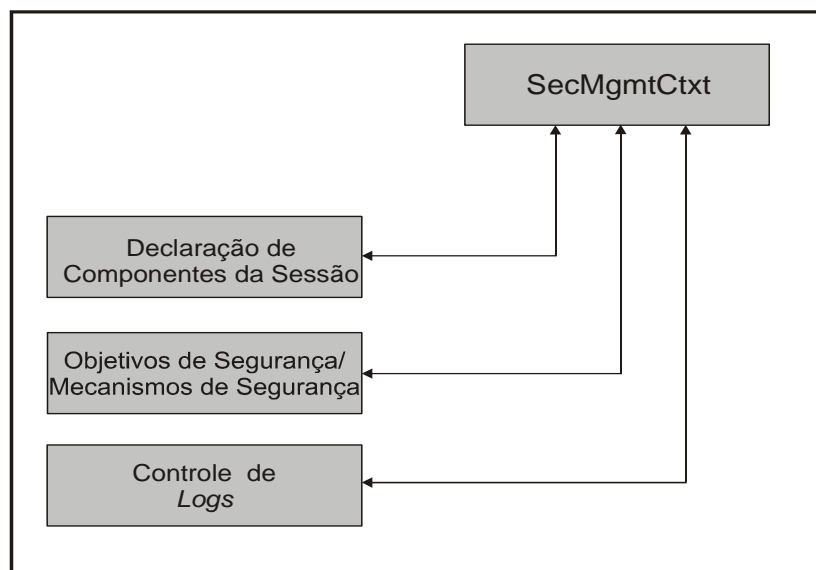 SecMgmtCtxt
Declaração de
Componentes da Sessão
Objetivos de Segurança/
Mecanismos de Segurança
Controle de
Logs